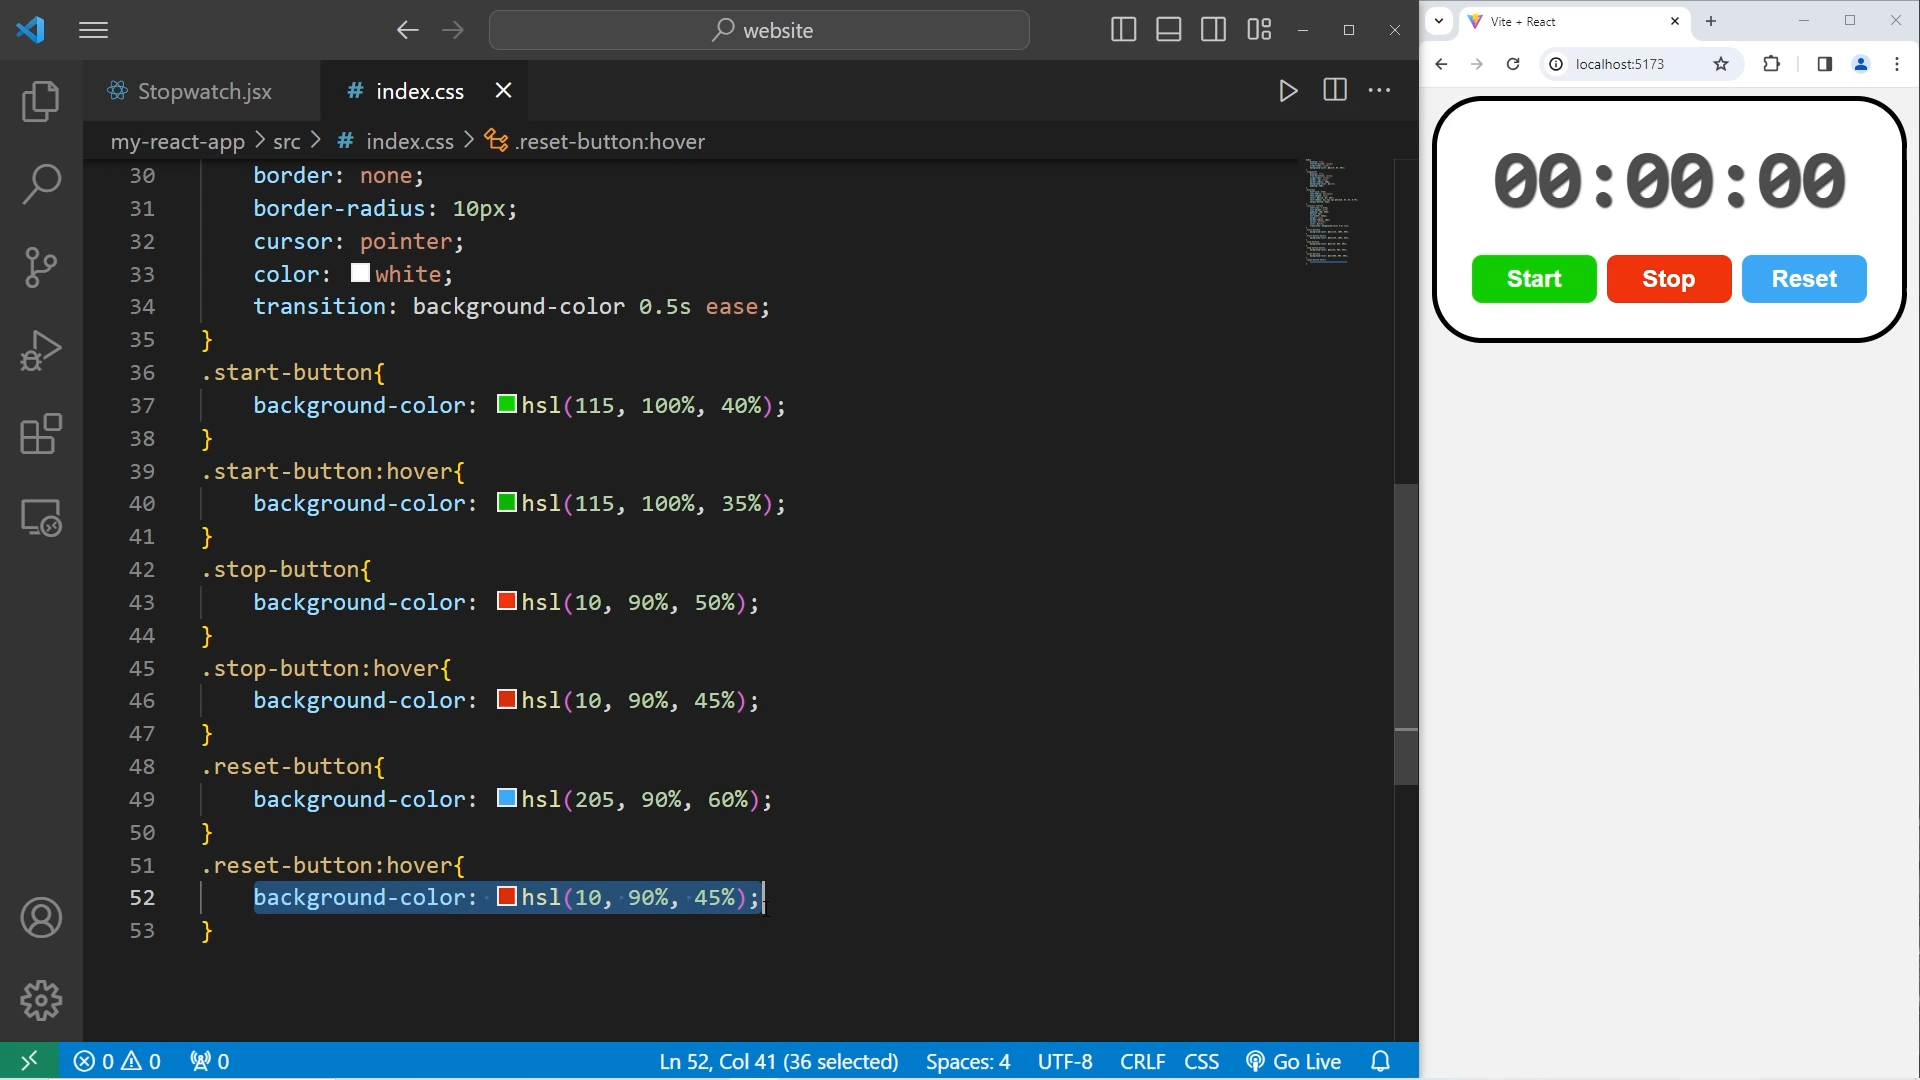 website
Vite + React
localhost:5173
Stopwatch.jsx
# index.css
my-react-app > src > # index.css > .reset-button:hover
30 border: none;
31 border-radius: 10px;
32 cursor: pointer;
33 color: white;
34 transition: background-color 0.5s ease;
35 }
36 .start-button{
37 background-color: hsl(115, 100%, 40%);
38 }
39 .start-button:hover{
40 background-color: hsl(115, 100%, 35%);
41 }
42 .stop-button{
43 background-color: hsl(10, 90%, 50%);
44 }
45 .stop-button:hover{
46 background-color: hsl(10, 90%, 45%);
47 }
48 .reset-button{
49 background-color: hsl(205, 90%, 60%);
50 }
51 .reset-button:hover{
52 background-color: hsl(10, 90%, 45%);
53 }
00:00:00
Start Stop Reset
0 0 0 Ln 52, Col 41 (36 selected) Spaces: 4 UTF-8 CRLF CSS Go Live